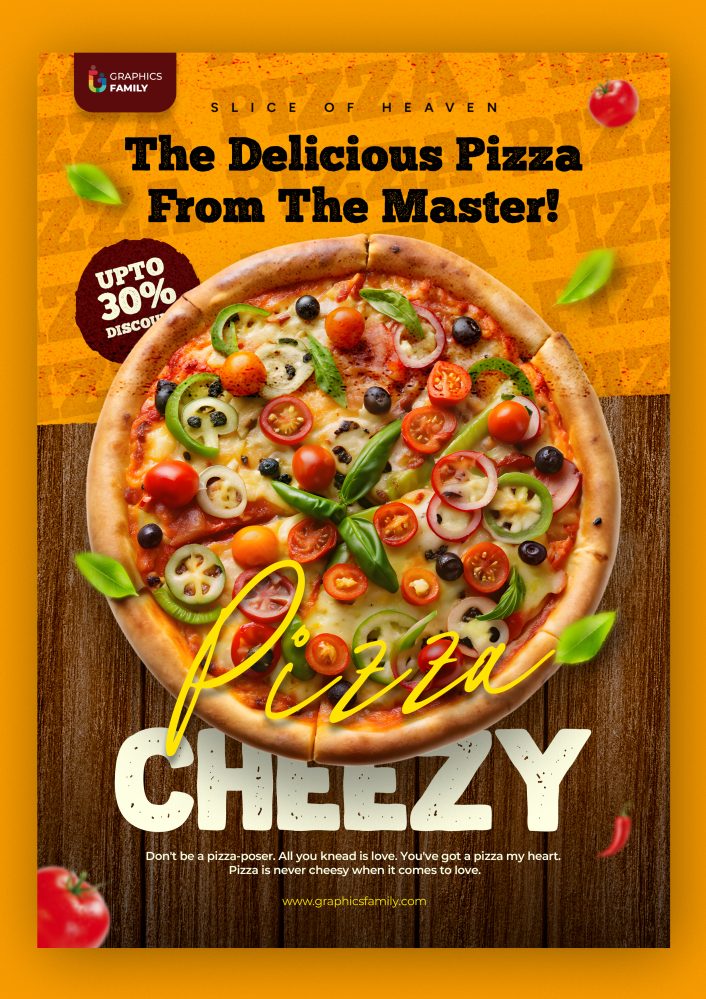 GRAPHICS
FAMILY
SLICE OF HEAVEN
The Delicious Pizza
From The Master!
UPTO
30%
Pizza
CHEEZY
Don't be a pizza-poser. All you knead is love. You've got a pizza my heart.
Pizza is never cheesy when it comes to love.
www.graphicsfamily.com